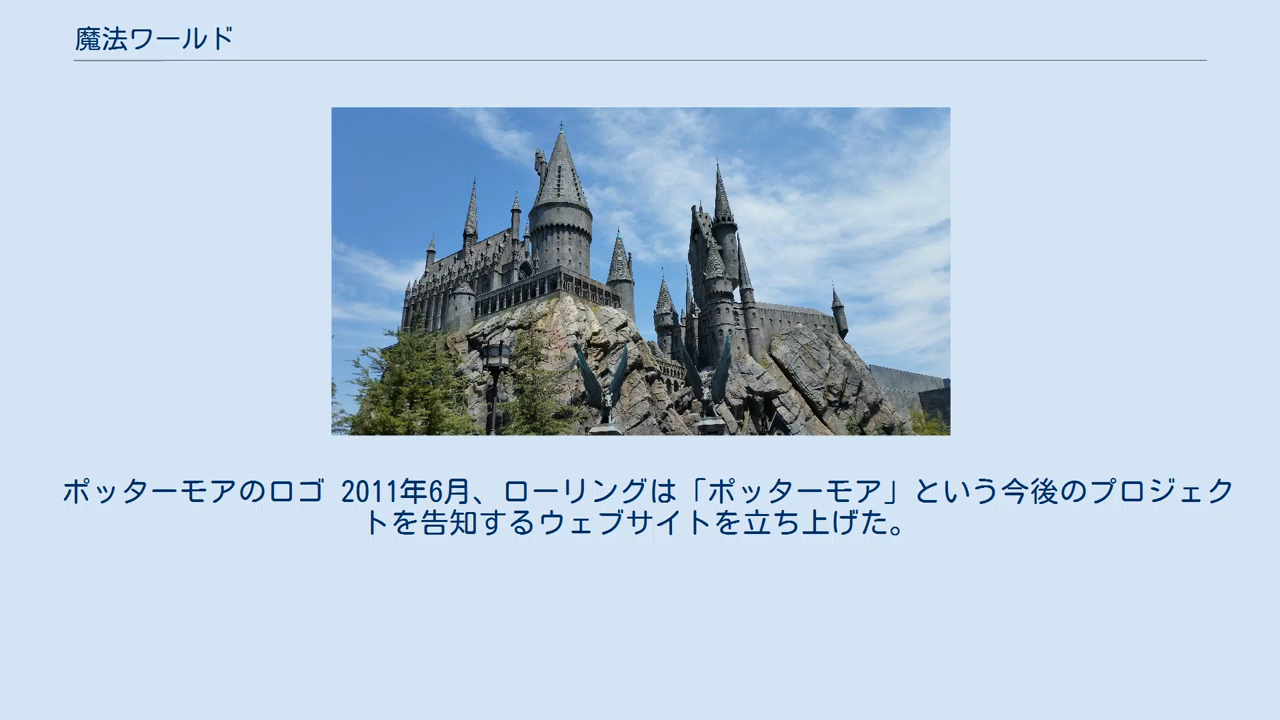 魔法ワールド
ポッターモアのロゴ 2011年6月、ローリングは「ポッターモア」という今後のプロジェク
トを告知するウェブサイトを立ち上げた。